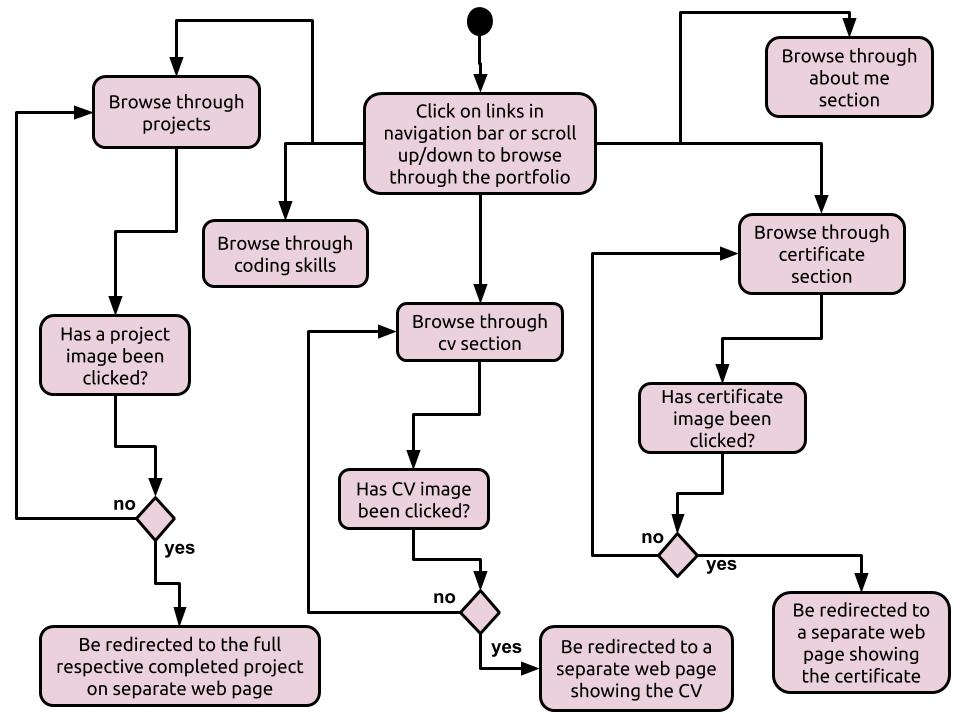 Browse through
projects
Click on links in
navigation bar or scroll
up/down to browse
through the portfolio
Browse through
about me
section
Browse through
coding skills
Browse through
certificate
section
Has a project
image been
clicked?
Browse through
cv section
Has certificate
image been
clicked?
Has CV image
been clicked?
no
yes
no
yes
no
yes
Be redirected to the full
respective completed project
on separate web page
Be redirected to a
separate web page
showing the CV
Be redirected to
a separate web
page showing
the certificate